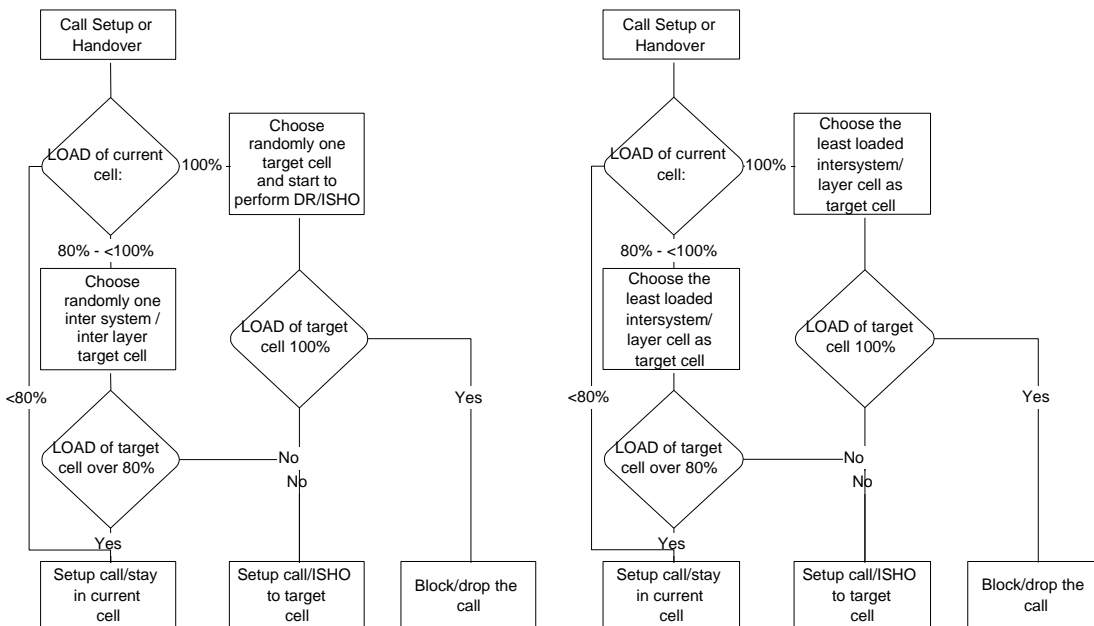 Call Setup or
Handover
LOAD of current
cell:
100%
Choose
randomly one
target cell
and start to
perform DR/ISHO
80% - <100%
Choose
randomly one
inter system /
inter layer
target cell
LOAD of target
cell 100%
<80%
Yes
LOAD of target
cell over 80%
No
No
Yes
Setup call/stay
in current
cell
Setup call/ISHO
to target
cell
Block/drop the
call
Call Setup or
Handover
LOAD of current
cell:
100%
Choose the
least loaded
intersystem/
layer cell as
target cell
80% - <100%
Choose the
least loaded
intersystem/
layer cell as
target cell
LOAD of target
cell 100%
<80%
Yes
LOAD of target
cell over 80%
No
No
Yes
Setup call/stay
in current
cell
Setup call/ISHO
to target
cell
Block/drop the
call